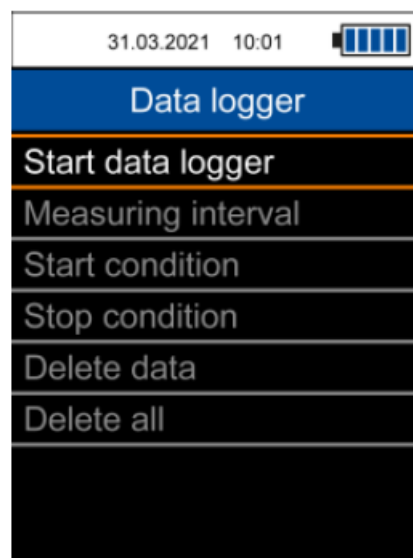 31.03.2021 10:01
Data logger
Start data logger
Measuring interval
Start condition
Stop condition
Delete data
Delete all